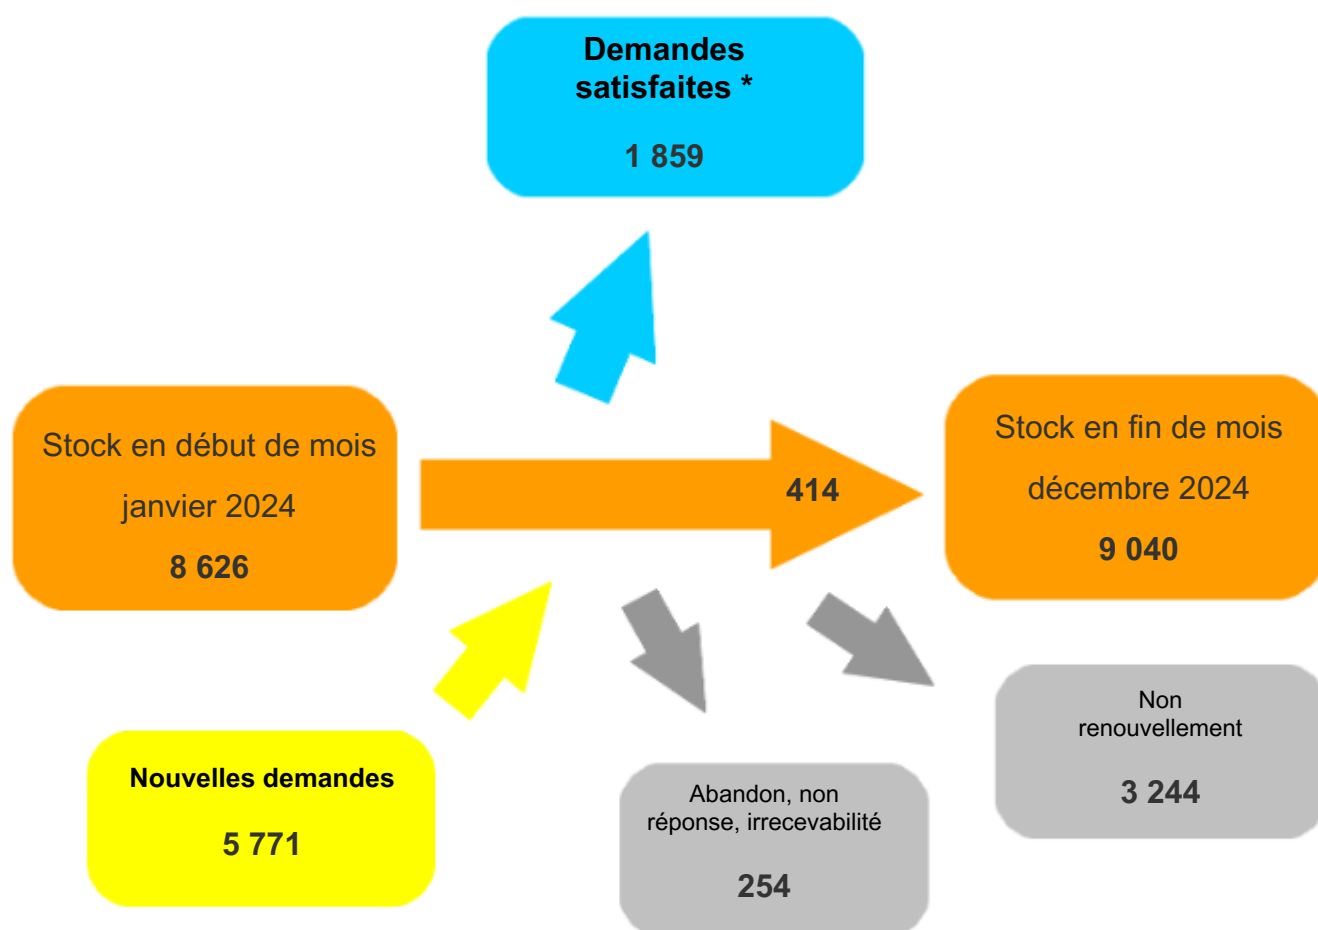 Demandes
satisfaites *
1 859
Stock en début de mois
janvier 2024
8 626
414
Stock en fin de mois
décembre 2024
9 040
Nouvelles demandes
5 771
Abandon, non
réponse, irrecevabilité
254
Non
renouvellement
3 244